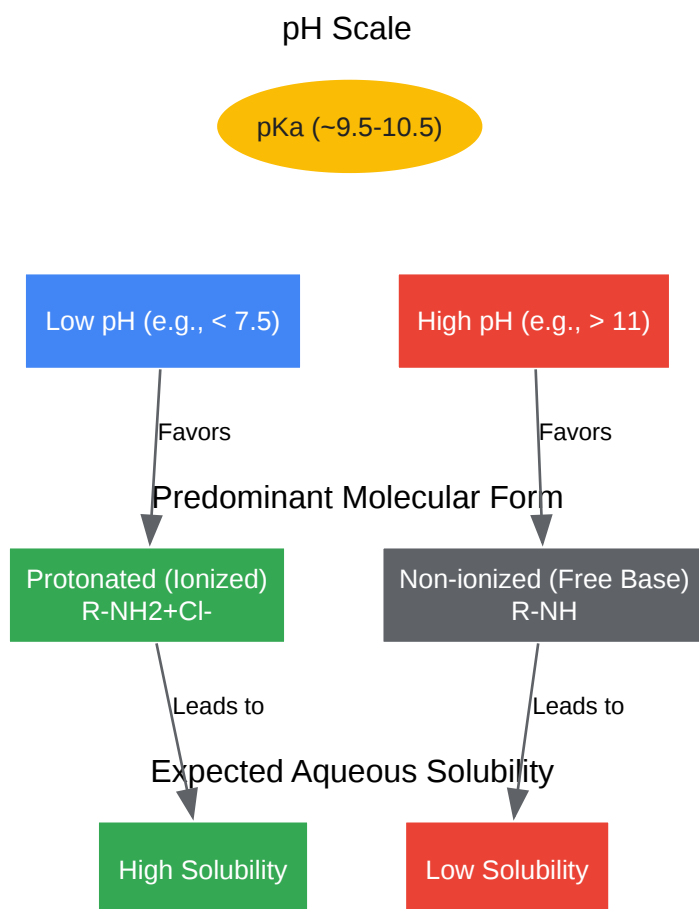 pH Scale
pKa (~9.5-10.5)
Low pH (e.g., < 7.5)
High pH (e.g., > 11)
Favors
Favors
Predominant Molecular Form
Protonated (Ionized)
R-NH2+Cl-
Non-ionized (Free Base)
R-NH
Leads to
Leads to
Expected Aqueous Solubility
High Solubility
Low Solubility